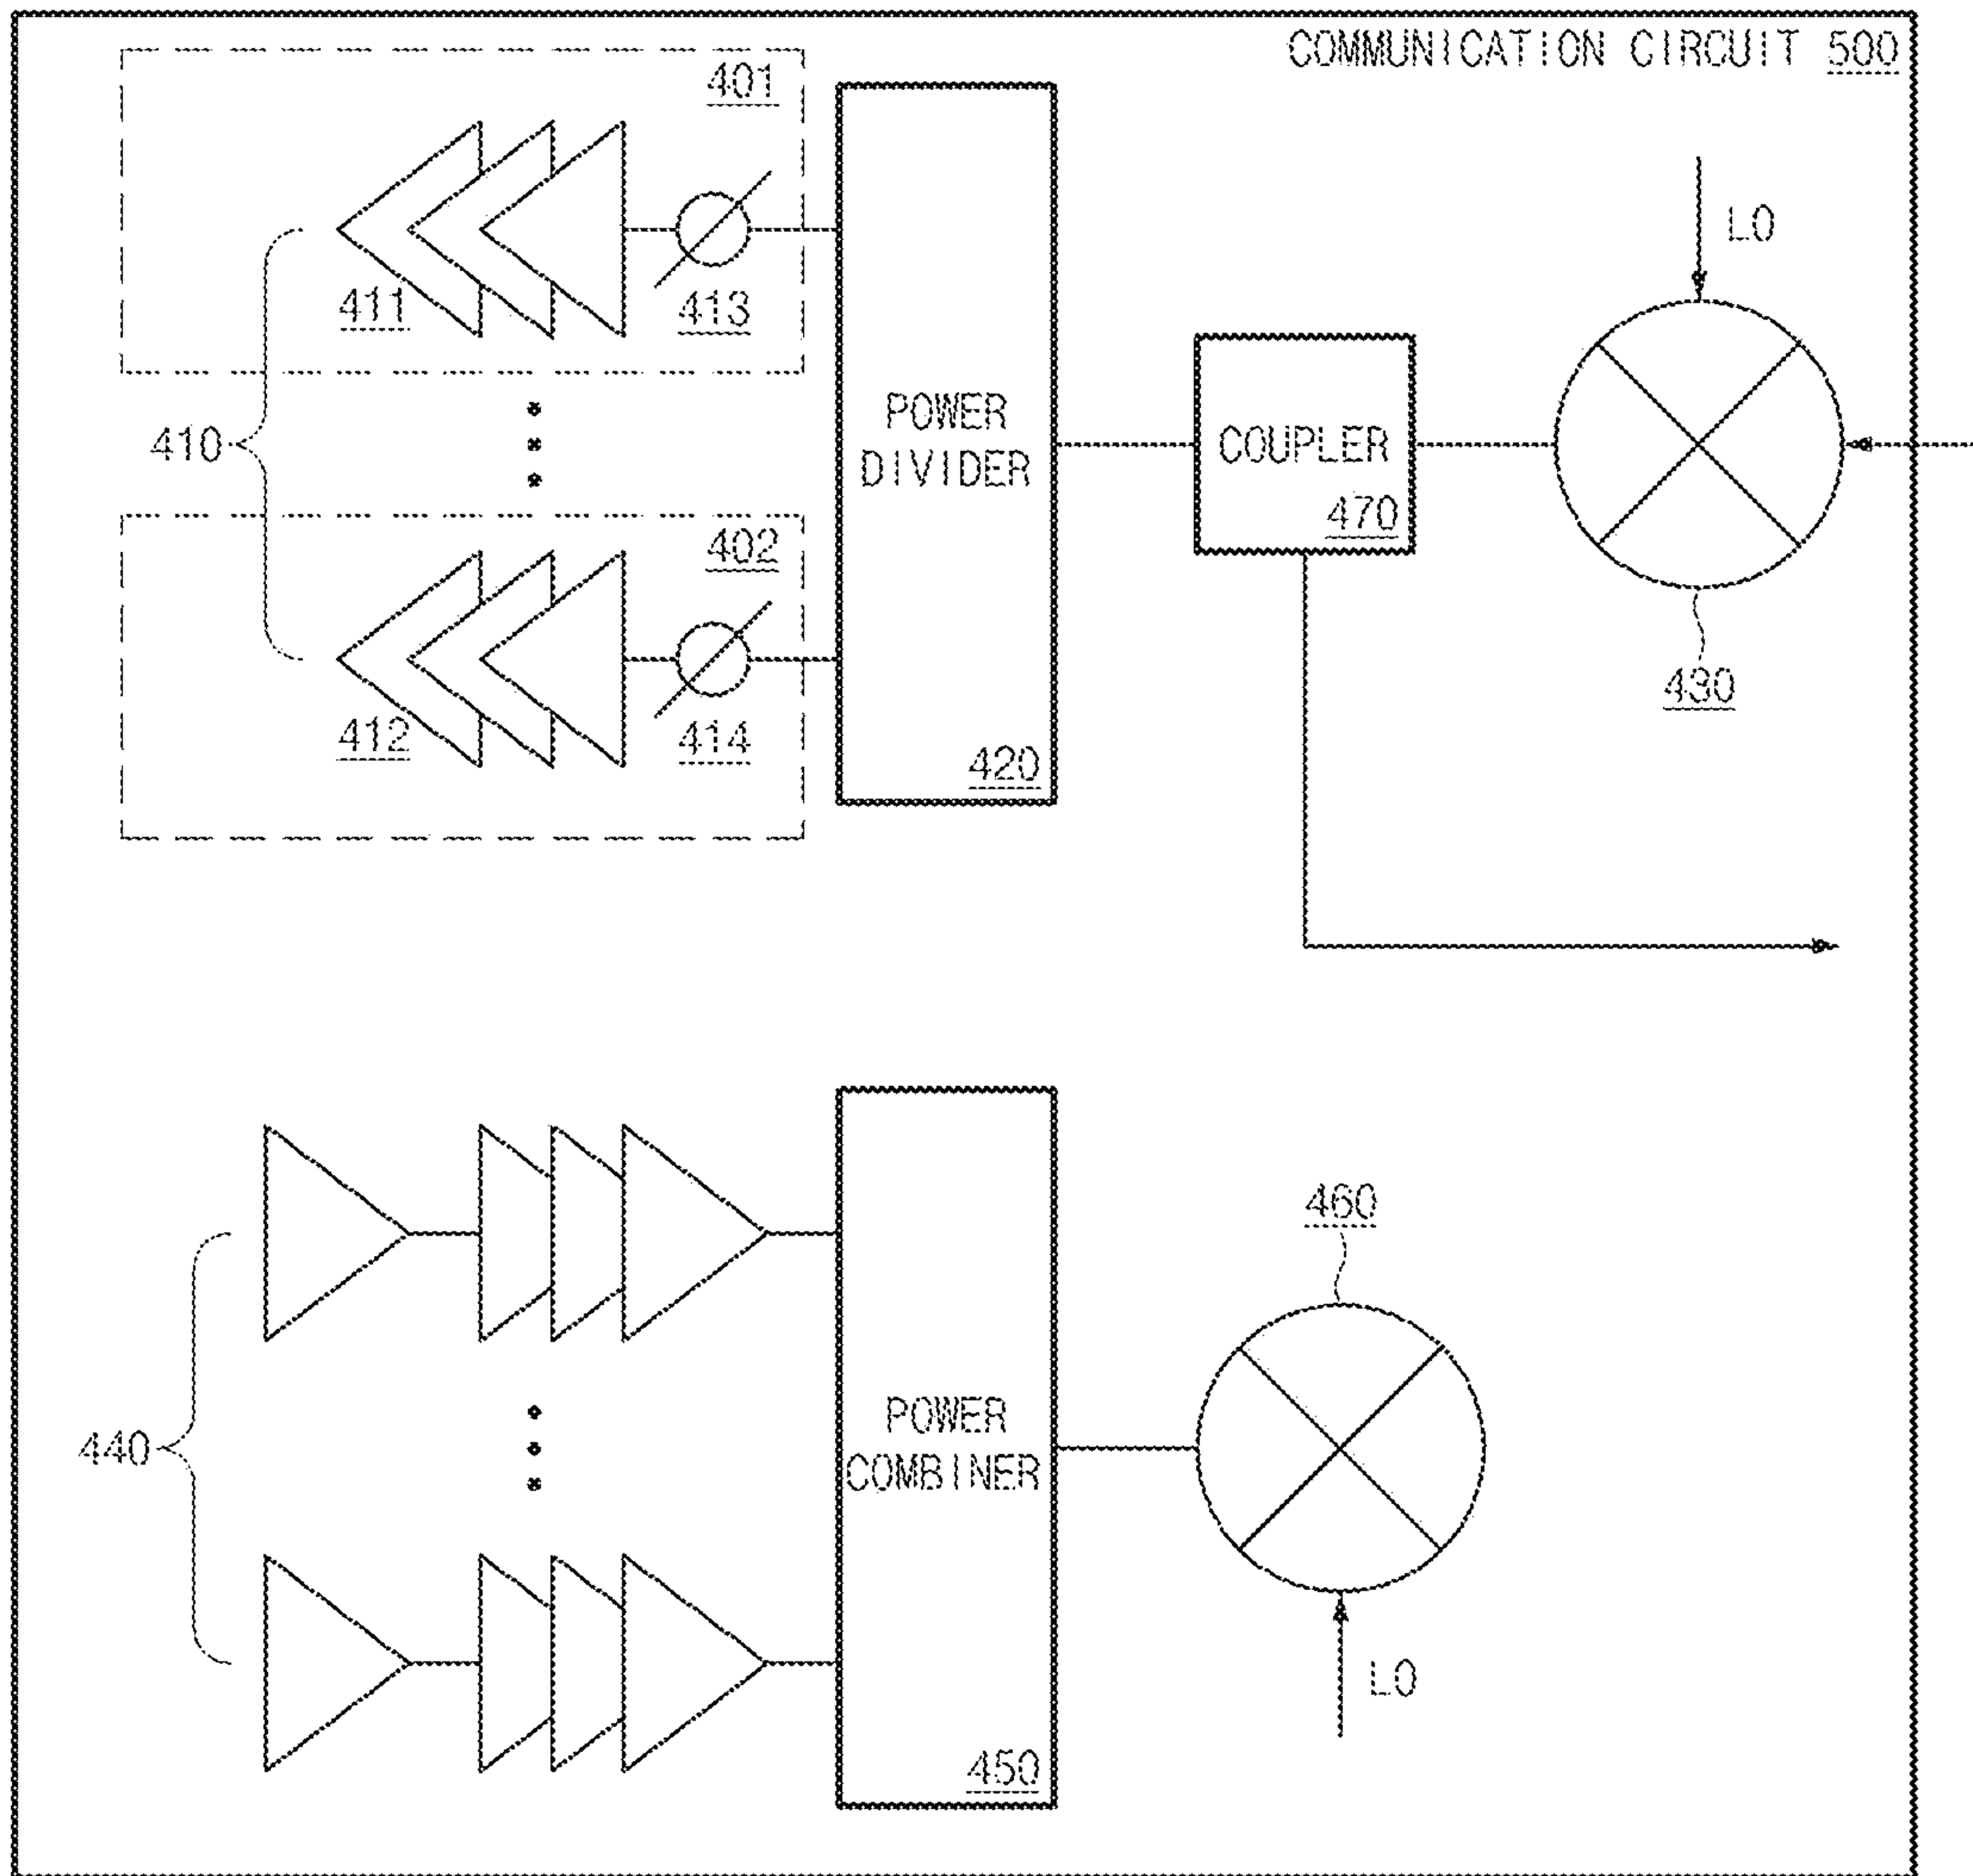 COMMUNICATION CIRCUIT 500
401
LO
411
413
410
POWER
DIVIDER
COUPLER
470
402
430
412
414
420
460
440
POWER
COMBINER
LO
450